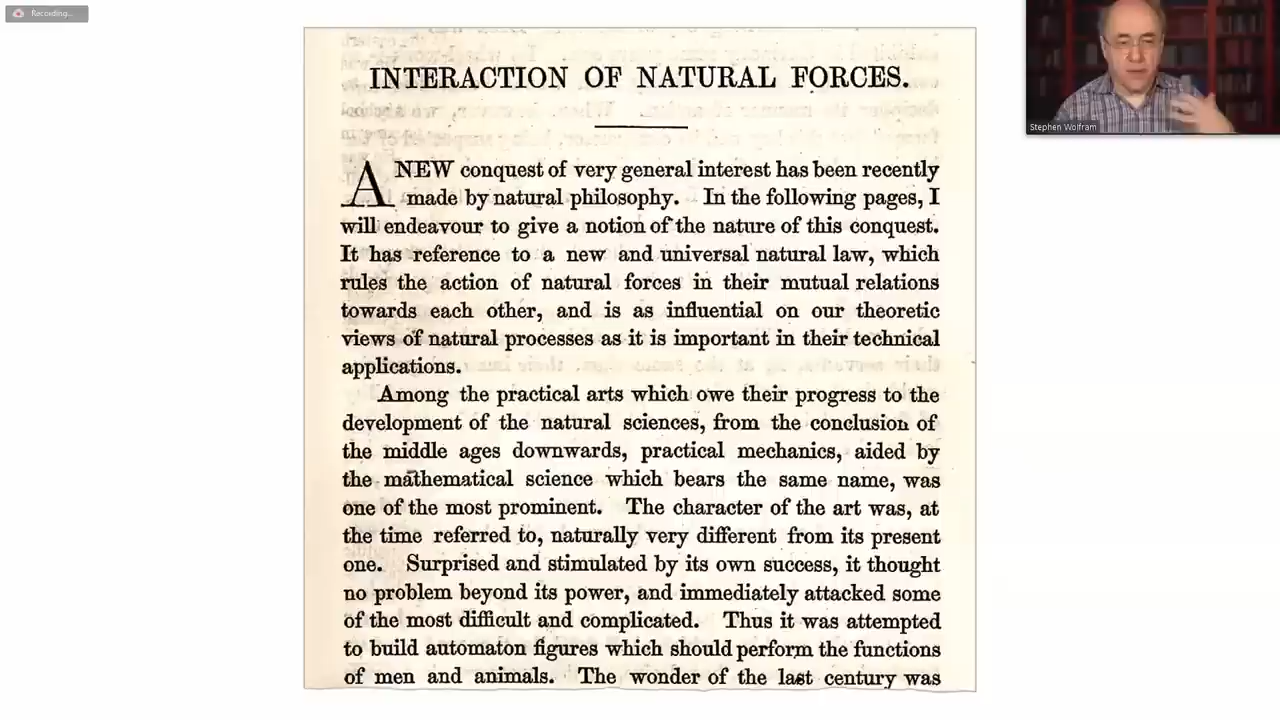 Recording...
Stephen Wolfram
INTERACTION OF NATURAL FORCES.
A NEW conquest of very general interest has been recently
made by natural philosophy. In the following pages, I
will endeavour to give a notion of the nature of this conquest.
It has reference to a new and universal natural law, which
rules the action of natural forces in their mutual relations
towards each other, and is as influential on our theoretic
views of natural processes as it is important in their technical
applications.
Among the practical arts which owe their progress to the
development of the natural sciences, from the conclusion of
the middle ages downwards, practical mechanics, aided by
the mathematical science which bears the same name, was
one of the most prominent. The character of the art was, at
the time referred to, naturally very different from its present
one. Surprised and stimulated by its own success, it thought
no problem beyond its power, and immediately attacked some
of the most difficult and complicated. Thus it was attempted
to build automaton figures which should perform the functions
of men and animals. The wonder of the last century was